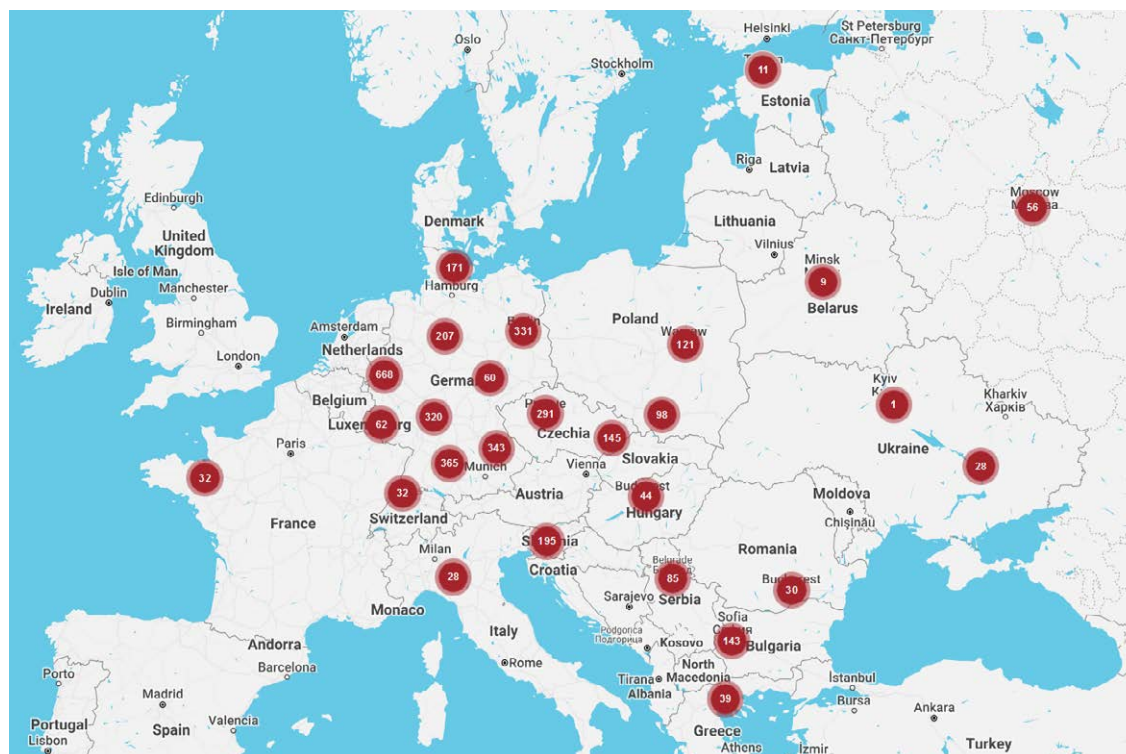 Helsinki
St Petersburg
Санкт-Петербург
Oslo
Stockholm
11
Estonia
Riga
Latvia
Moscow
56
Edinburgh
Denmark
Lithuania
United
Kingdom
Vilnius
Isle of Man
171
Minsk
9
Hamburg
Ireland
Dublin
Manchester
Belarus
Birmingham
Amsterdam
207
331
Poland
121
London
Netherlands
668
60
Kyiv
1
Kharkiv
Харків
Belgium
62
320
291
98
Czechia
145
Ukraine
Paris
365
343
Munich
Slovakia
Vienna
28
32
32
Austria
44
Hungary
Moldova
Chișinău
France
Switzerland
195
Romania
Milan
Croatia
Belgrade
28
85
30
Serbia
Sarajevo
Monaco
Italy
Podgorica
Подгорица
Kosovo
Sofia
143
Bulgaria
Andorra
Rome
North
Macedonia
Barcelona
Tirana
Albania
İstanbul
Porto
39
Bursa
Madrid
Ankara
Portugal
Spain
Valencia
Greece
Lisbon
Athens
İzmir
Turkey